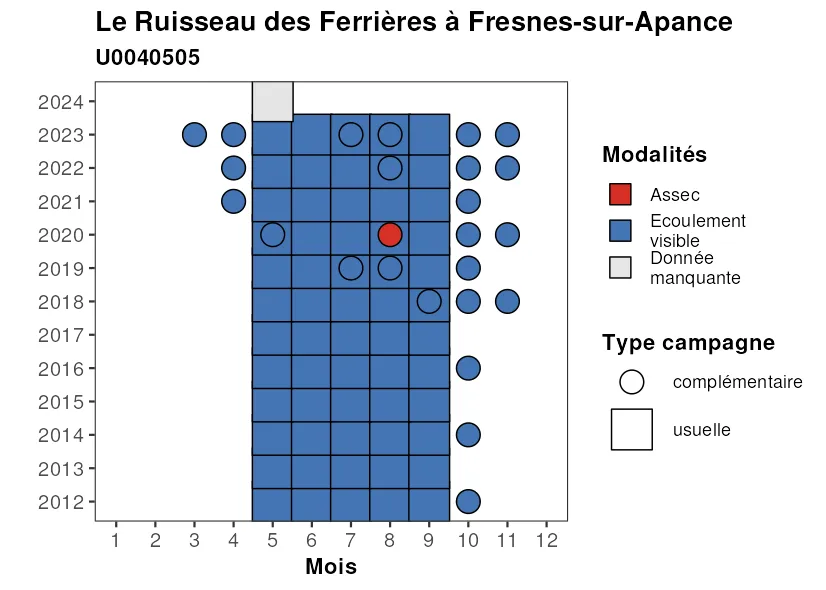 Le Ruisseau des Ferrières à Fresnes-sur-Apance
U0040505
2024
2023
2022
2021
2020
2019
2018
2017
2016
2015
2014
2013
2012
1 2 3 4 5 6 7 8 9 10 11 12
Mois
Modalités
Assec
Ecoulement
visible
Donnée
manquante
Type campagne
complémentaire
usuelle